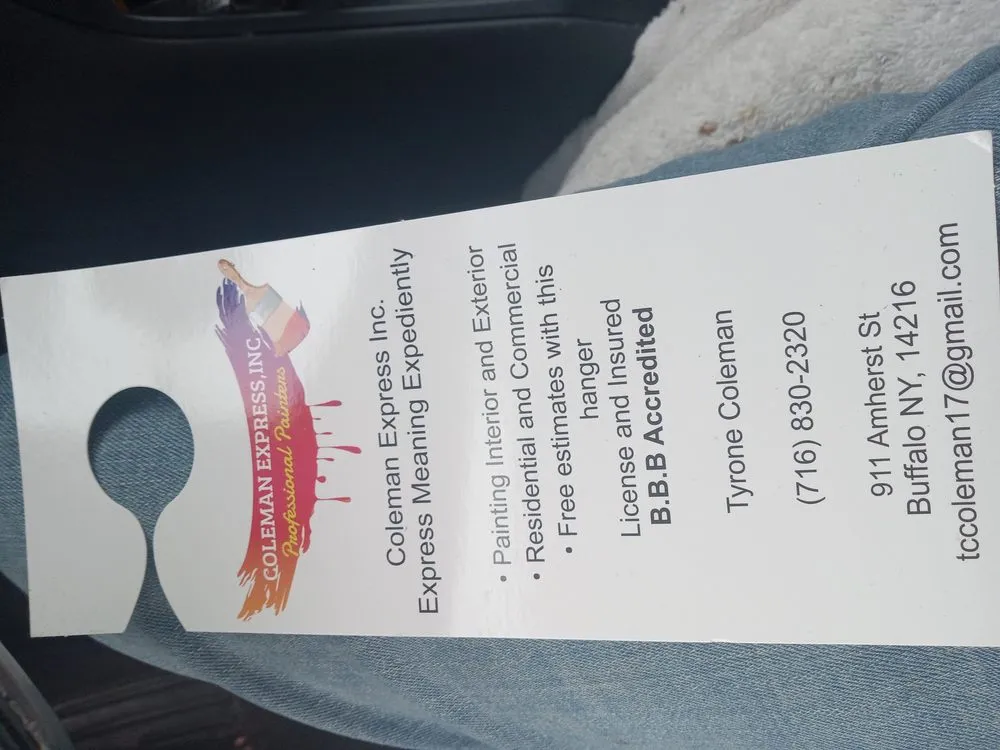 COLEMAN EXPRESS,INC.
Professional Painters
Coleman Express Inc.
Express Meaning Expediently
• Painting Interior and Exterior
• Residential and Commercial
• Free estimates with this
hanger
License and Insured
B.B.B Accredited
Tyrone Coleman
(716) 830-2320
911 Amherst St
Buffalo NY, 14216
tccoleman17@gmail.com